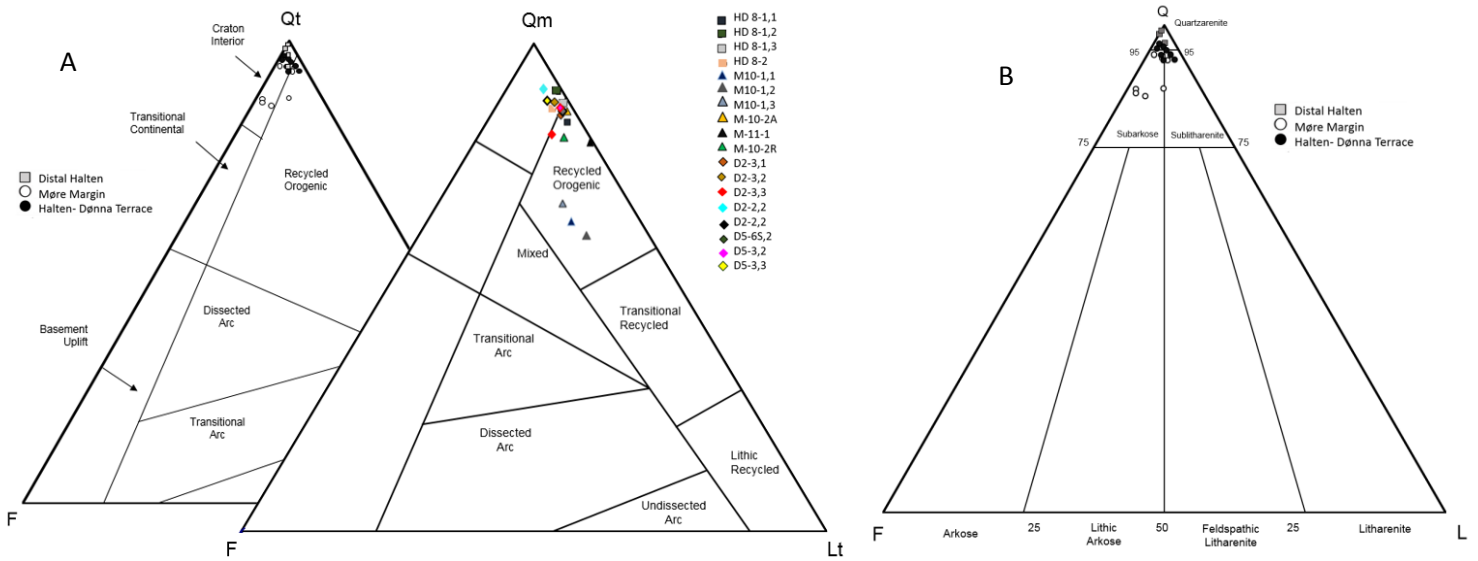 A
Qt
Craton
Interior
Transitional
Continental
Recycled
Orogenic
Distal Halten
Møre Margin
Halten- Dønna Terrace
Dissected
Arc
Basement
Uplift
Transitional
Arc
F
Qm
HD 8-1,1
HD 8-1,2
HD 8-1,3
HD 8-2
M10-1,1
M10-1,2
M10-1,3
M-10-2A
M-11-1
M-10-2R
D2-3,1
D2-3,2
D2-3,3
D2-2,2
D2-2,2
D5-6S,2
D5-3,2
D5-3,3
Recycled
Orogenic
Mixed
Transitional
Recycled
Transitional
Arc
Dissected
Arc
Lithic
Recycled
Undissected
Arc
F
Lt
B
Q
Quartzarenite
95
95
Distal Halten
Møre Margin
Halten- Dønna Terrace
Subarkose
Sublitharenite
75
75
F
Arkose
25
Lithic
Arkose
50
Feldspathic
Litharenite
25
Litharenite
L